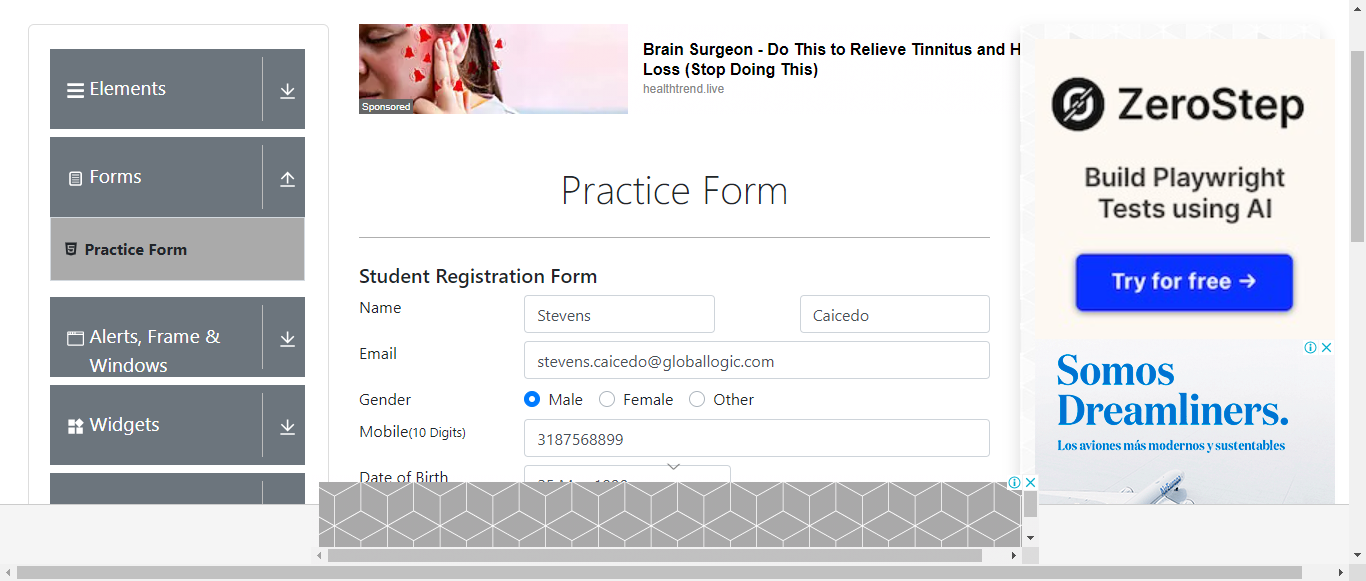 Elements
Forms
Practice Form
Alerts, Frame &
Windows
Widgets
Sponsored
Brain Surgeon - Do This to Relieve Tinnitus and H
Loss (Stop Doing This)
healthtrend.live
Practice Form
Student Registration Form
Name
Stevens
Caicedo
Email
stevens.caicedo@globallogic.com
Gender
Male Female Other
Mobile(10 Digits)
3187568899
Date of Birth
ZeroStep
Build Playwright
Tests using AI
Try for free →
Somos
Dreamliners.
Los aviones más modernos y sustentables